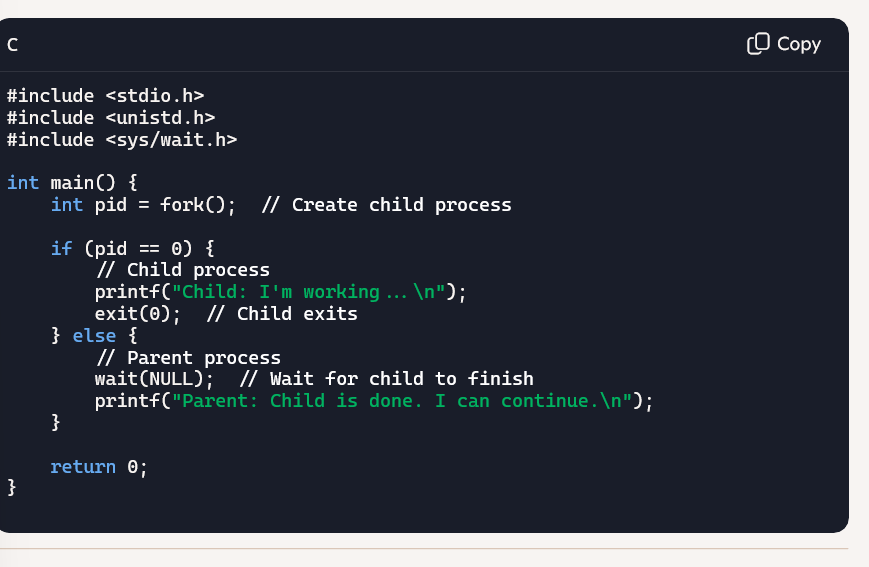 C
Copy
#include <stdio.h>
#include <unistd.h>
#include <sys/wait.h>
int main() {
    int pid = fork();  // Create child process
    if (pid == 0) {
        // Child process
        printf("Child: I'm working...\n");
        exit(0);  // Child exits
    } else {
        // Parent process
        wait(NULL);  // Wait for child to finish
        printf("Parent: Child is done. I can continue.\n");
    }
    return 0;
}